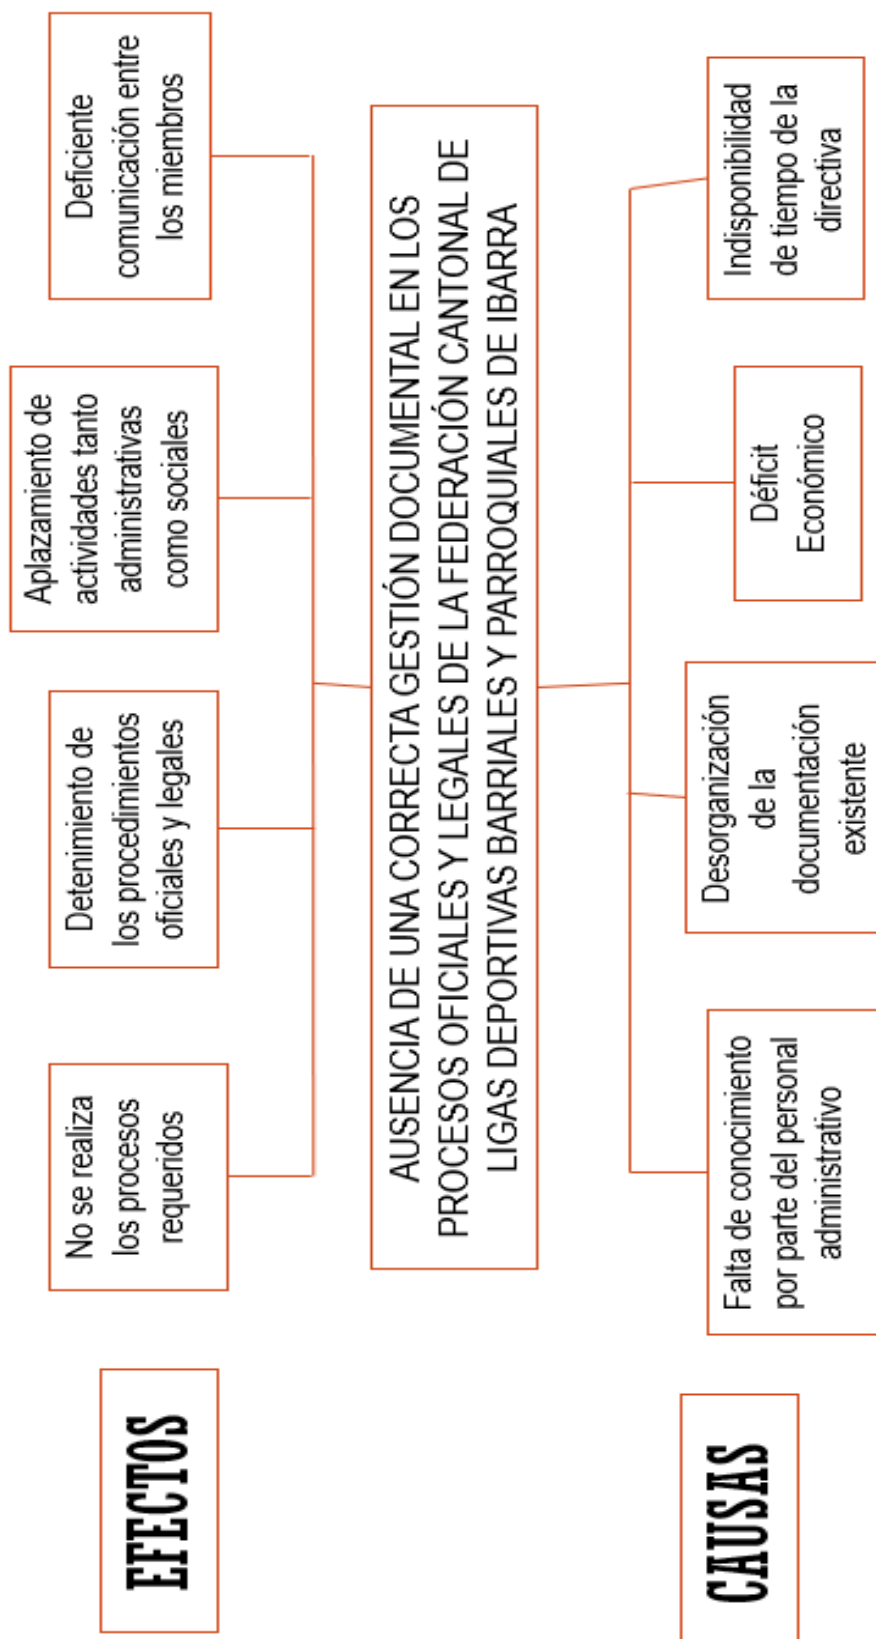 EFECTOS
No se realiza
los procesos
requeridos
Detenimiento de
los procedimientos
oficiales y legales
Aplazamiento de
actividades tanto
administrativas
como sociales
Deficiente
comunicación entre
los miembros
AUSENCIA DE UNA CORRECTA GESTIÓN DOCUMENTAL EN LOS
PROCESOS OFICIALES Y LEGALES DE LA FEDERACIÓN CANTONAL DE
LIGAS DEPORTIVAS BARRIALES Y PARROQUIALES DE IBARRA
CAUSAS
Falta de conocimiento
por parte del personal
administrativo
Desorganización
de la
documentación
existente
Déficit
Económico
Indisponibilidad
de tiempo de la
directiva